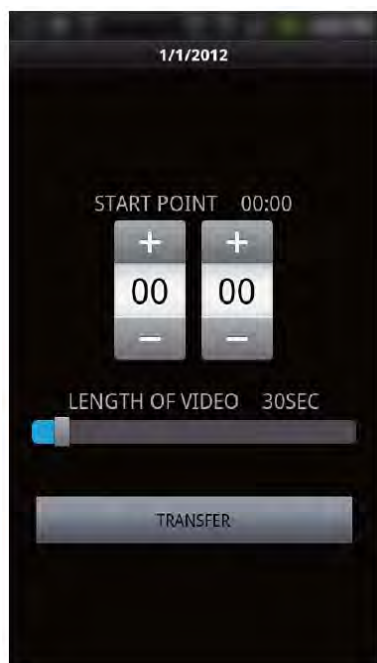 1/1/2012
START POINT 00:00
+ +
00 00
− −
LENGTH OF VIDEO 30SEC
TRANSFER